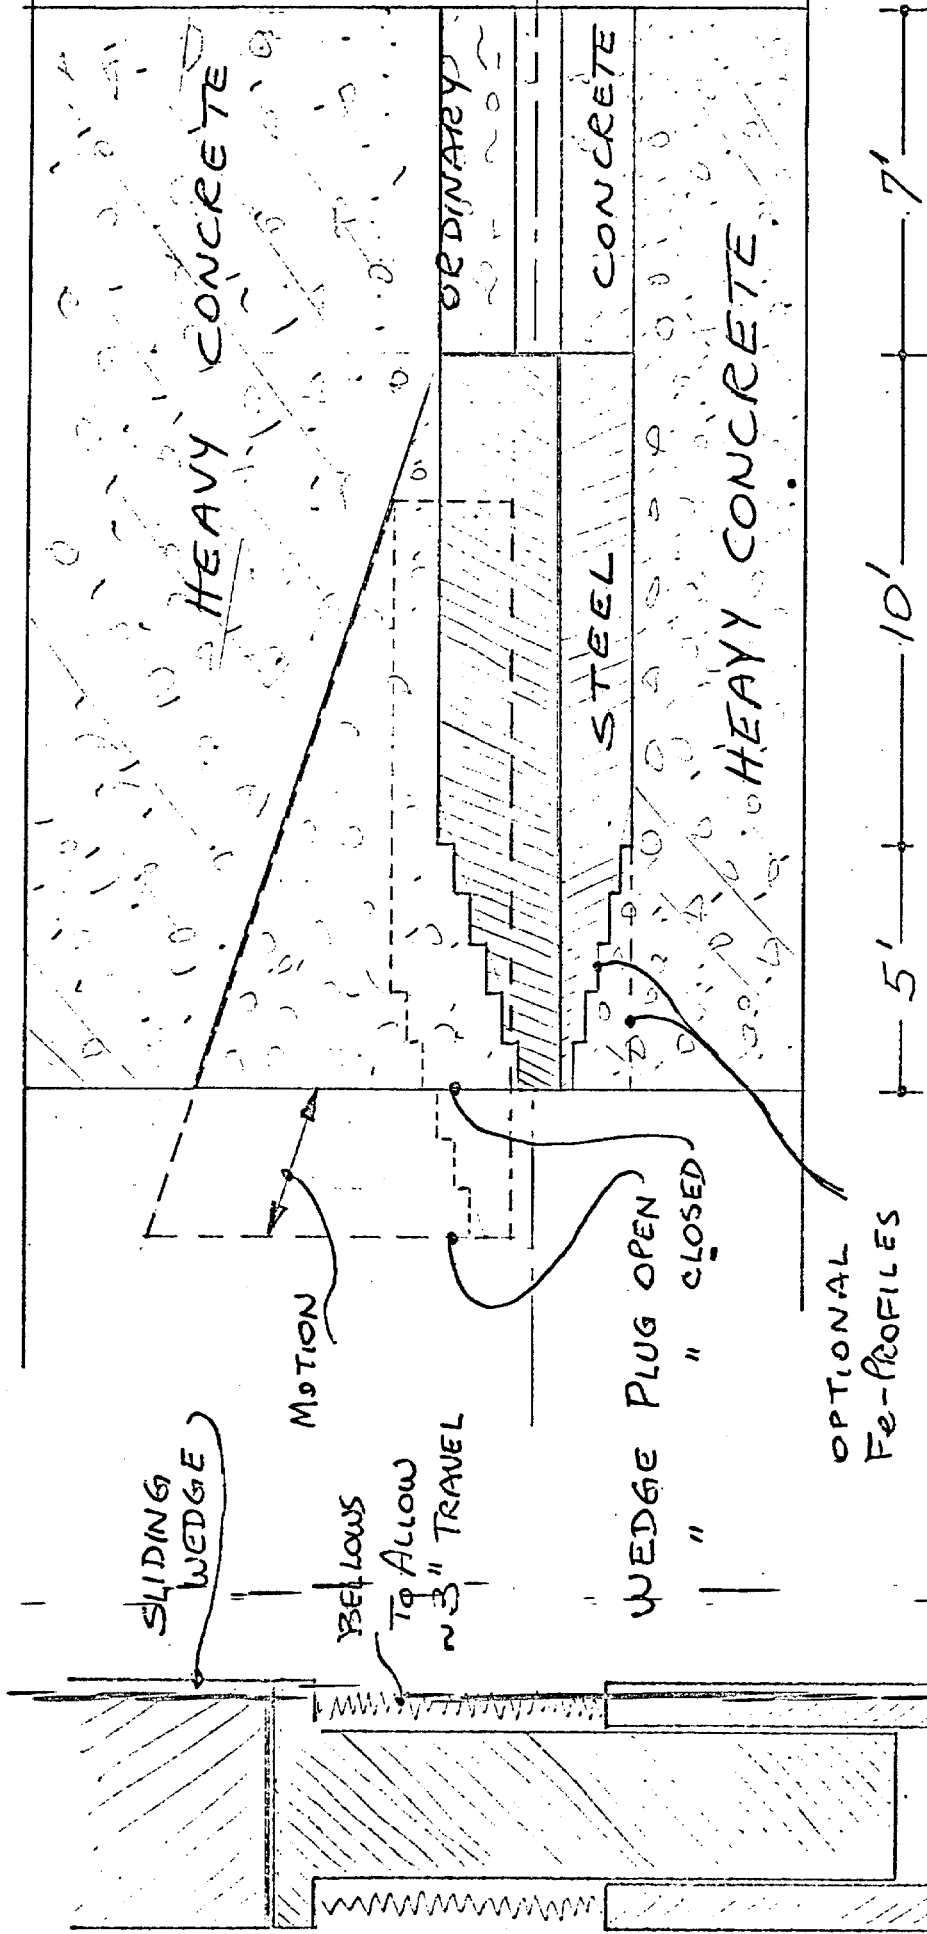 HEAVY CONCRETE
ORDINARY
CONCRETE
STEEL
HEAVY CONCRETE
5'
10'
7'
MOTION
SLIDING
WEDGE
BELLOWS
TO ALLOW
~3" TRAVEL
WEDGE PLUG OPEN
" " CLOSED
OPTIONAL
Fe-PROFILES